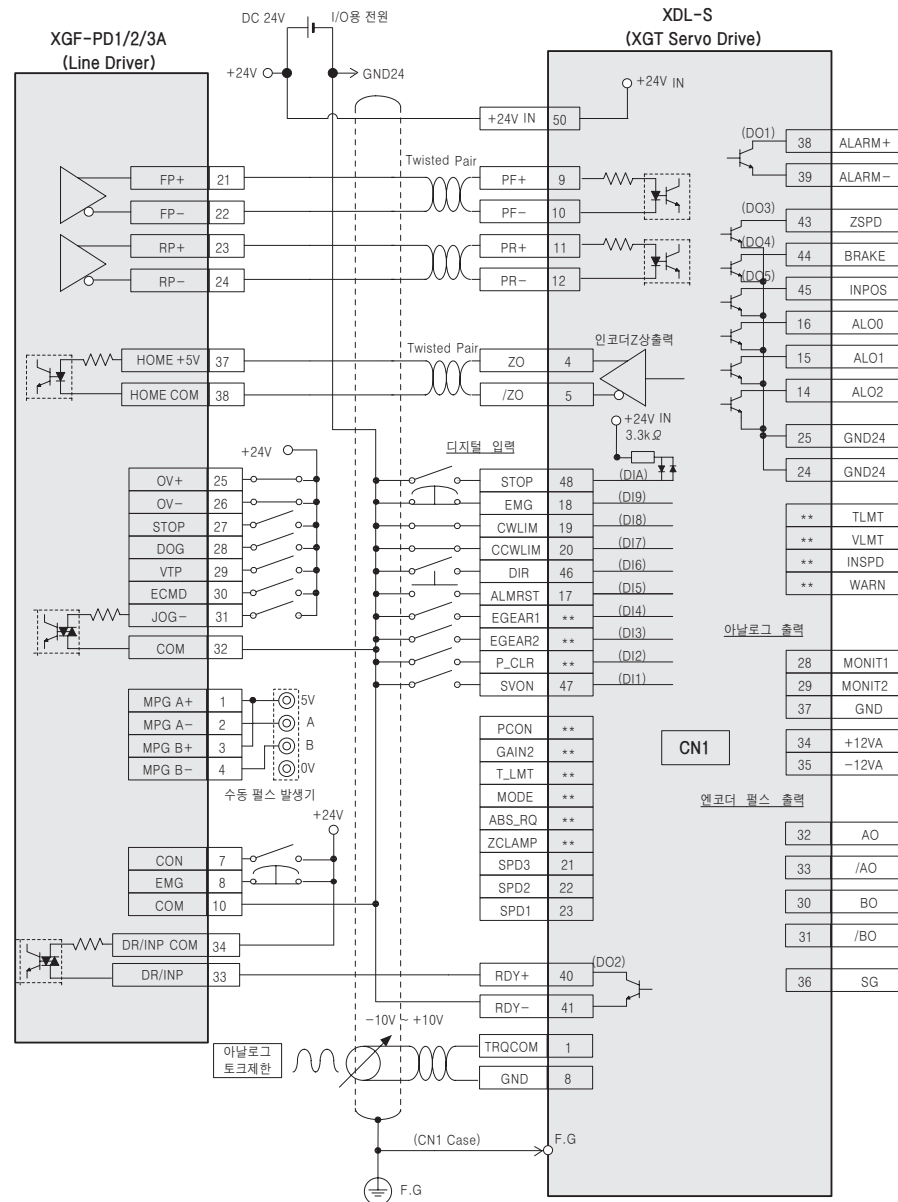 DC 24V
I/O용 전원
XGF-PD1/2/3A
(Line Driver)
XDL-S
(XGT Servo Drive)
+24V
GND24
+24V IN
+24V IN 50
Twisted Pair
FP+ 21
FP- 22
RP+ 23
RP- 24
PF+ 9
PF- 10
PR+ 11
PR- 12
(DO1)
38 ALARM+
39 ALARM-
(DO3)
43 ZSPD
(DO4)
44 BRAKE
(DO5)
45 INPOS
16 ALO0
15 ALO1
14 ALO2
25 GND24
24 GND24
** TLMT
** VLMT
** INSPD
** WARN
Twisted Pair
HOME +5V 37
HOME COM 38
ZO 4
/ZO 5
인코더Z상출력
+24V IN
3.3kΩ
+24V
OV+ 25
OV- 26
STOP 27
DOG 28
VTP 29
ECMD 30
JOG- 31
COM 32
디지털 입력
STOP 48 (DIA)
EMG 18 (DI9)
CWLIM 19 (DI8)
CCWLIM 20 (DI7)
DIR 46 (DI6)
ALMRST 17 (DI5)
EGEAR1 ** (DI4)
EGEAR2 ** (DI3)
P_CLR ** (DI2)
SVON 47 (DI1)
아날로그 출력
28 MONIT1
29 MONIT2
37 GND
34 +12VA
35 -12VA
MPG A+ 1 5V
MPG A- 2 A
MPG B+ 3 B
MPG B- 4 0V
수동 펄스 발생기
PCON **
GAIN2 **
T_LMT **
MODE **
ABS_RQ **
ZCLAMP **
SPD3 21
SPD2 22
SPD1 23
CN1
엔코더 펄스 출력
32 AO
33 /AO
30 BO
31 /BO
36 SG
+24V
CON 7
EMG 8
COM 10
DR/INP COM 34
DR/INP 33
RDY+ 40
(DO2)
RDY- 41
-10V ~ +10V
아날로그
토크제한
TRQCOM 1
GND 8
(CN1 Case)
F.G
F.G